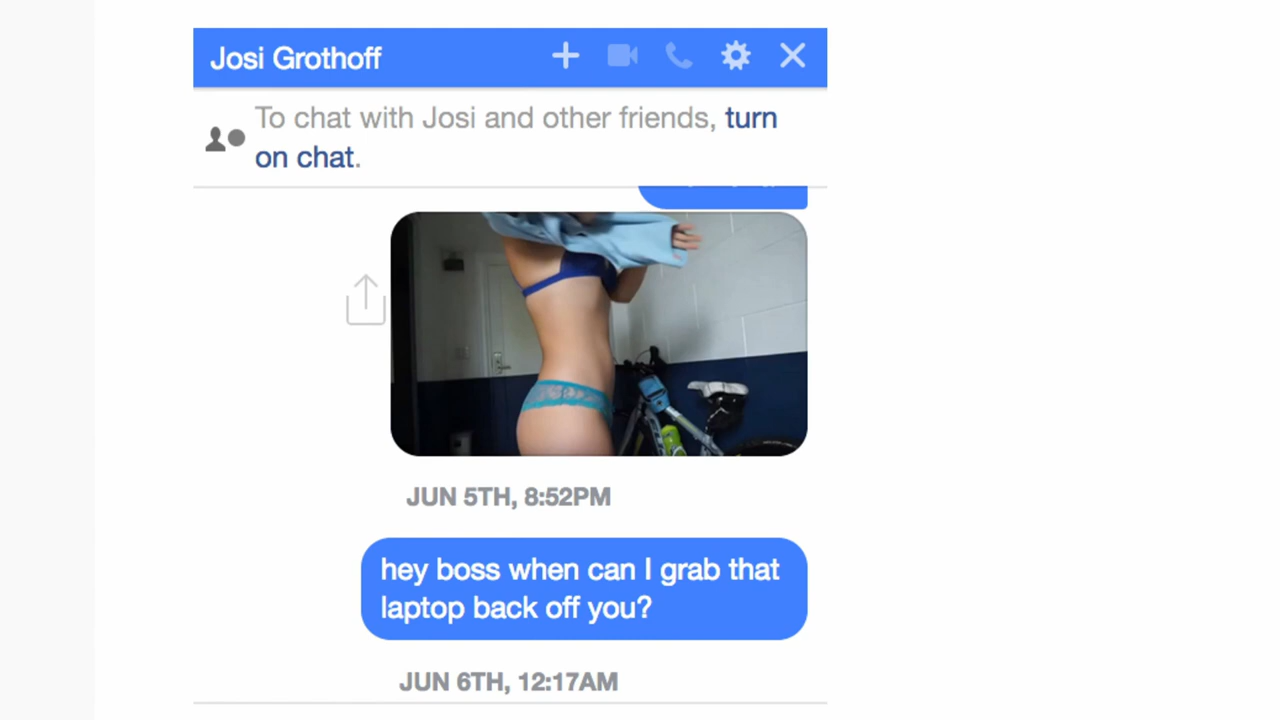 Josi Grothoff
To chat with Josi and other friends, turn
on chat.
JUN 5TH, 8:52PM
hey boss when can I grab that
laptop back off you?
JUN 6TH, 12:17AM